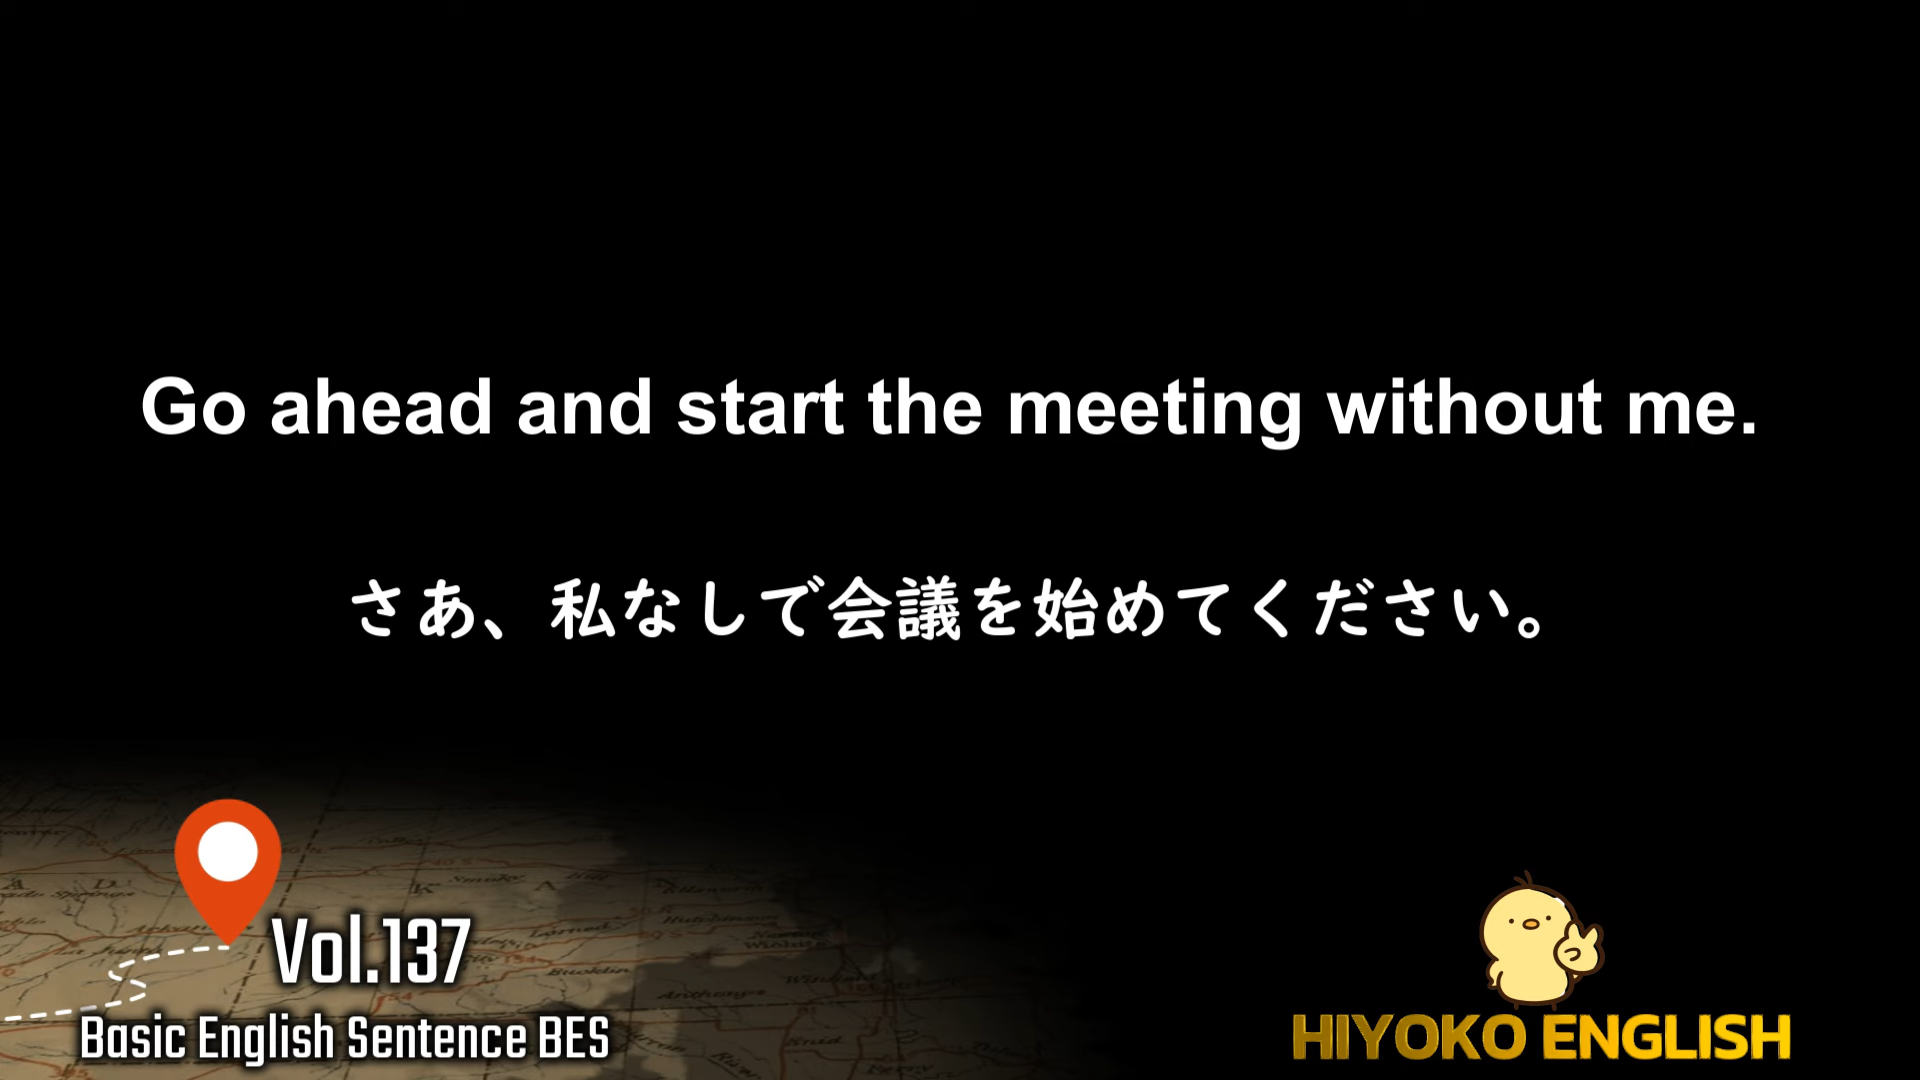 Go ahead and start the meeting without me.
さあ、私なしで会議を始めてください。
Vol.137
Basic English Sentence BES
HIYOKO ENGLISH